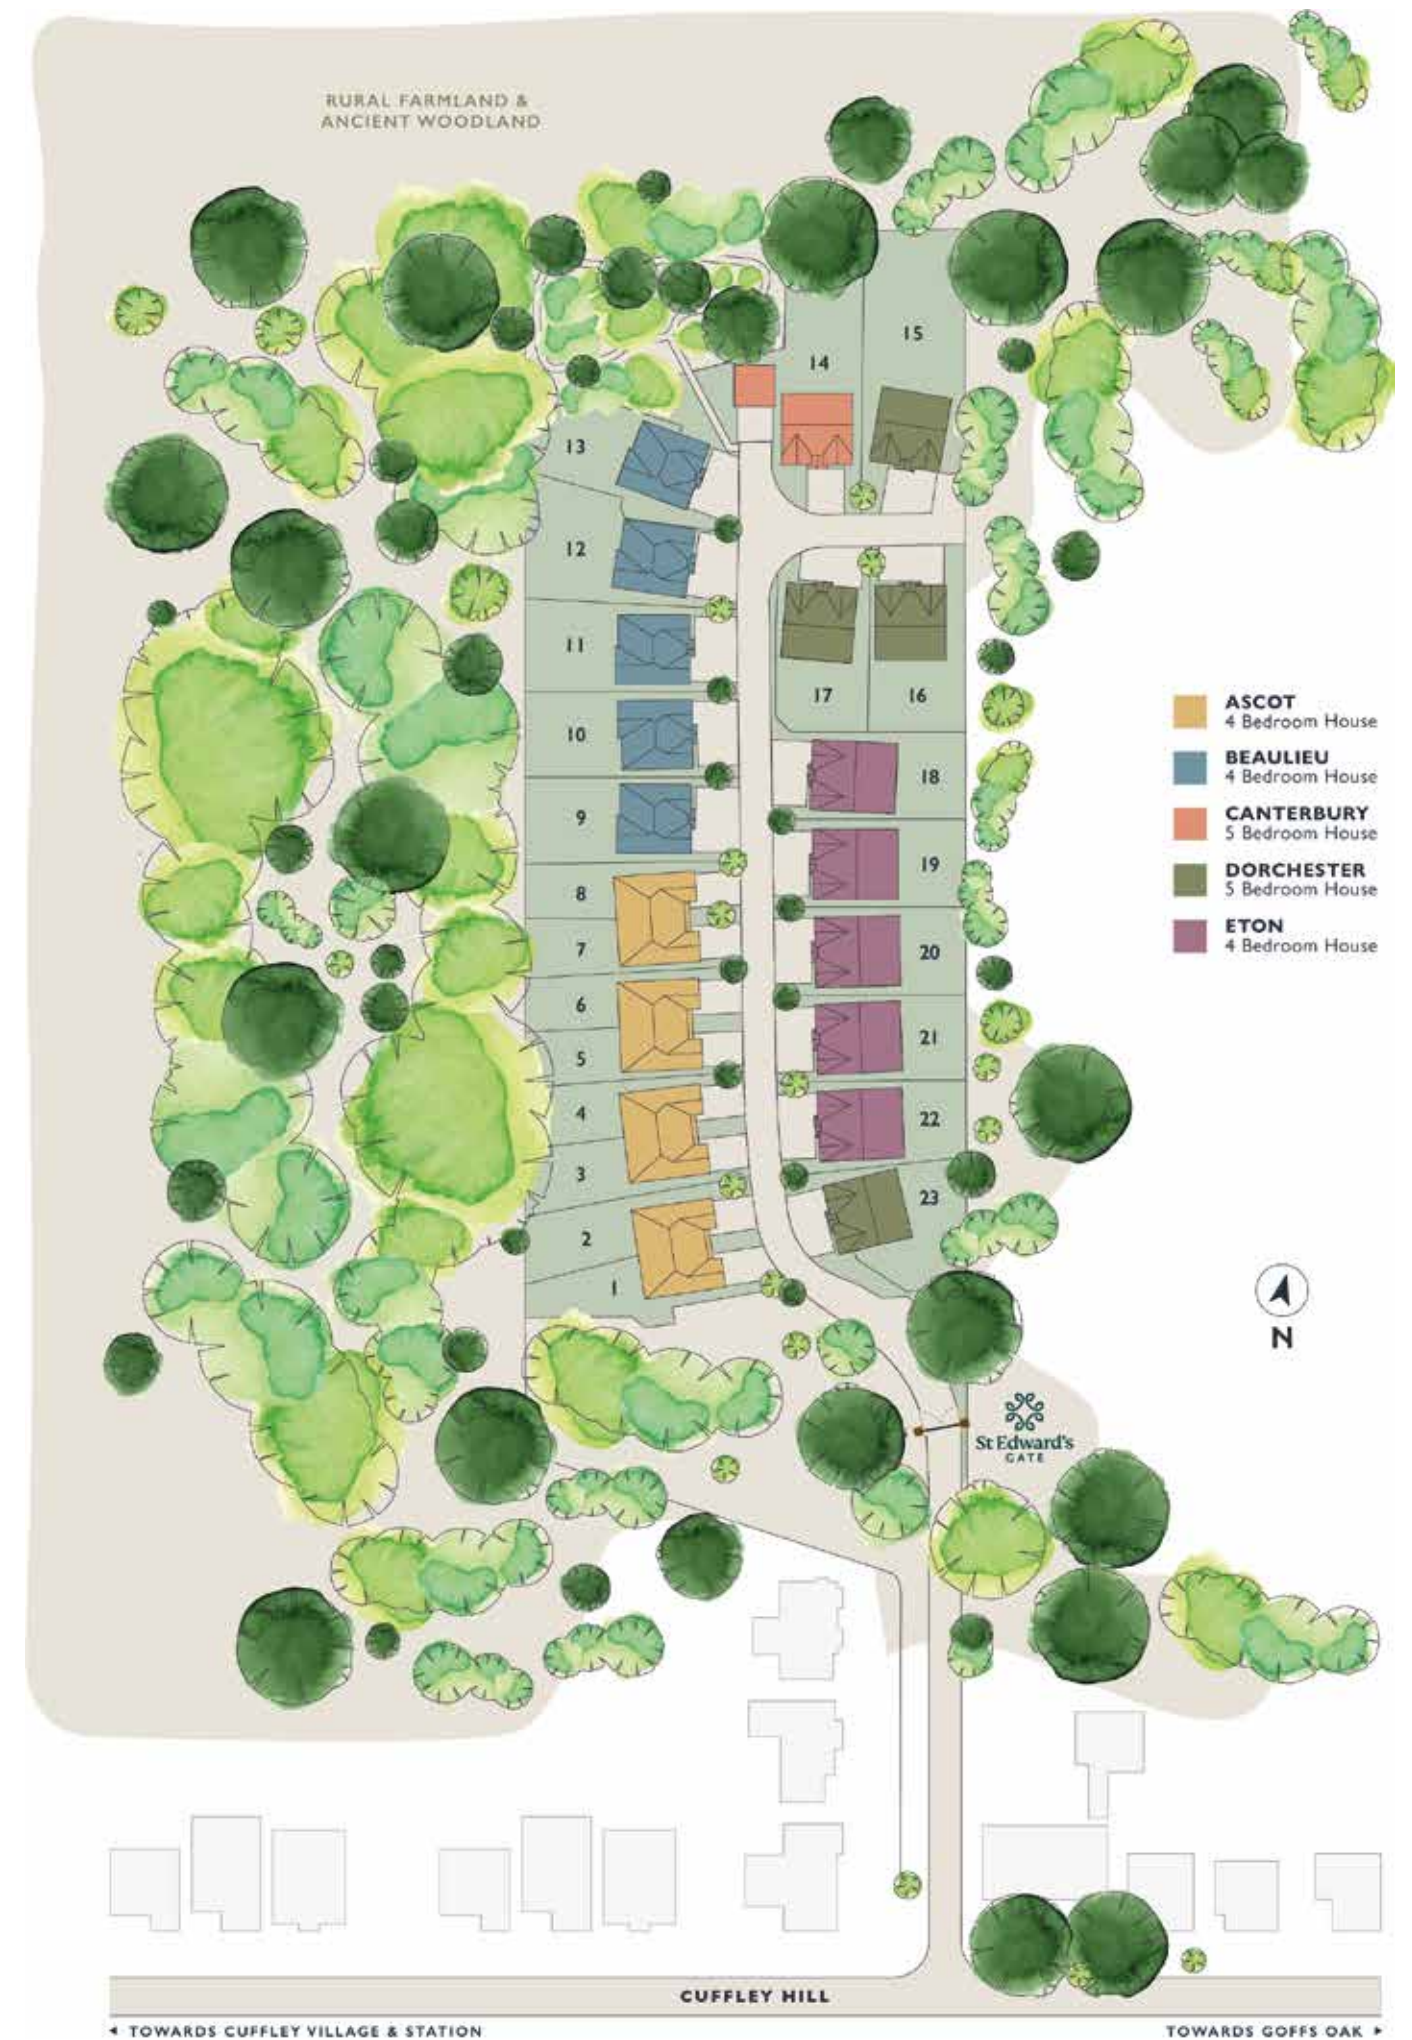 RURAL FARMLAND &
ANCIENT WOODLAND
15
14
13
12
11
17
16
10
18
9
19
8
7
20
6
21
5
4
22
3
23
2
1
ASCOT
4 Bedroom House
BEAULIEU
4 Bedroom House
CANTERBURY
5 Bedroom House
DORCHESTER
5 Bedroom House
ETON
4 Bedroom House
N
St Edward's
GATE
CUFFLEY HILL
TOWARDS CUFFLEY VILLAGE & STATION
TOWARDS GOFFS OAK